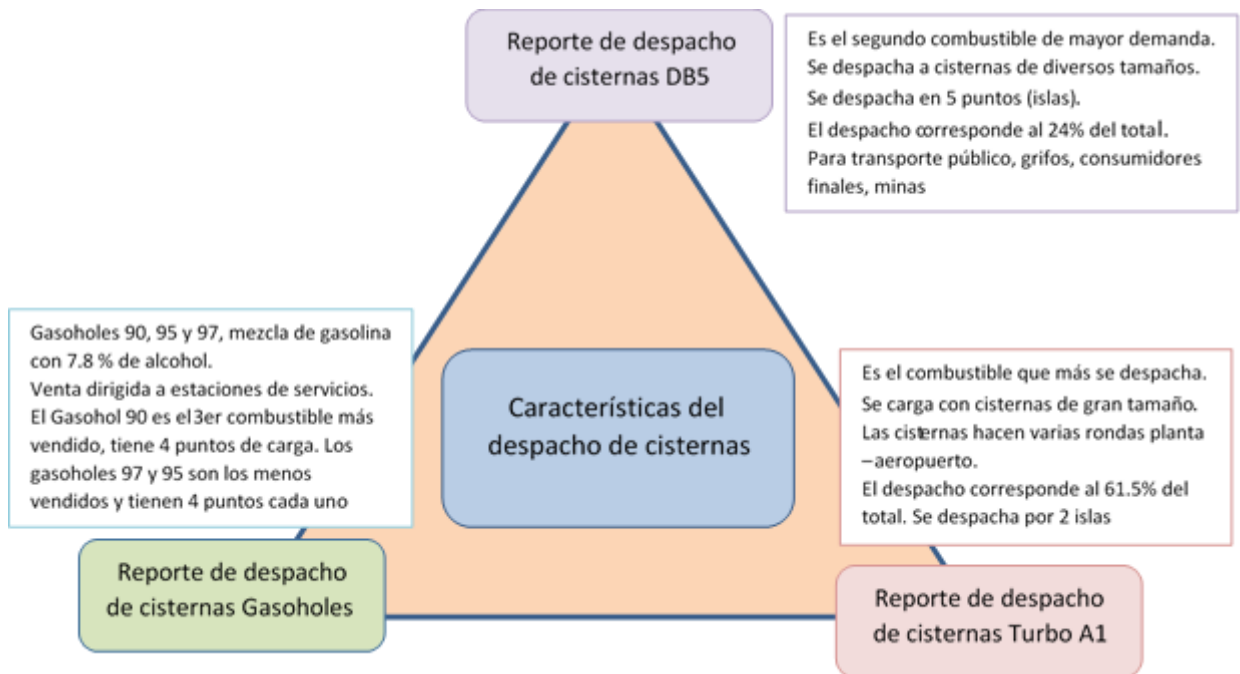 Reporte de despacho
de cisternas DB5
Es el segundo combustible de mayor demanda.
Se despacha a cisternas de diversos tamaños.
Se despacha en 5 puntos (islas).
El despacho corresponde al 24% del total.
Para transporte público, grifos, consumidores
finales, minas
Gasoholes 90, 95 y 97, mezcla de gasolina
con 7.8 % de alcohol.
Venta dirigida a estaciones de servicios.
El Gasohol 90 es el 3er combustible más
vendido, tiene 4 puntos de carga. Los
gasoholes 97 y 95 son los menos
vendidos y tienen 4 puntos cada uno
Características del
despacho de cisternas
Es el combustible que más se despacha.
Se carga con cisternas de gran tamaño.
Las cisternas hacen varias rondas planta
–aeropuerto.
El despacho corresponde al 61.5% del
total. Se despacha por 2 islas
Reporte de despacho
de cisternas Gasoholes
Reporte de despacho
de cisternas Turbo A1